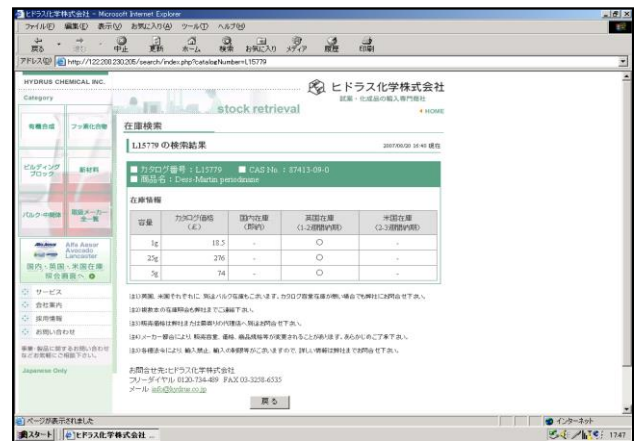 ヒドラス化学株式会社 - Microsoft Internet Explorer
ファイル(F) 編集(E) 表示(V) お気に入り(A) ツール(T) ヘルプ(H)
戻る 中止 更新 ホーム 検索 お気に入り メディア 履歴 印刷
アドレス(D) http://122.208.230.205/search/index.php?catalogNumber=L15779
HYDRUS CHEMICAL INC.
ヒドラス化学株式会社
試薬・化成品の輸入専門商社
Category
stock retrieval
HOME
有機合成 フッ素化合物
ビルディングブロック 新材料
バルク・中間体 取扱メーカー一覧
Alfa Aesar
Avocado
Lancaster
国内・英国・米国在庫
サービス
会社案内
採用情報
お問い合わせ
Japanese Only
在庫検索
L15779 の検索結果
2007/08/28 16:48 現在
■ カタログ番号:L15779 ■ CAS No.:87413-09-0
■ 商品名:Dess-Martin periodinane
在庫情報
容量 カタログ価格(£) 国内在庫(即納) 英国在庫(1-2週間納期) 米国在庫(2-3週間納期)
1g 18.5 - ○ -
25g 276 - ○ -
5g 74 - ○ -
お問合せ先:ヒドラス化学株式会社
フリーダイヤル 0120-734-489 FAX 03-3258-6535
メール info@hydrus.co.jp
戻る
ページが表示されました
インターネット
スタート ヒドラス化学株式会社 ...
17:47